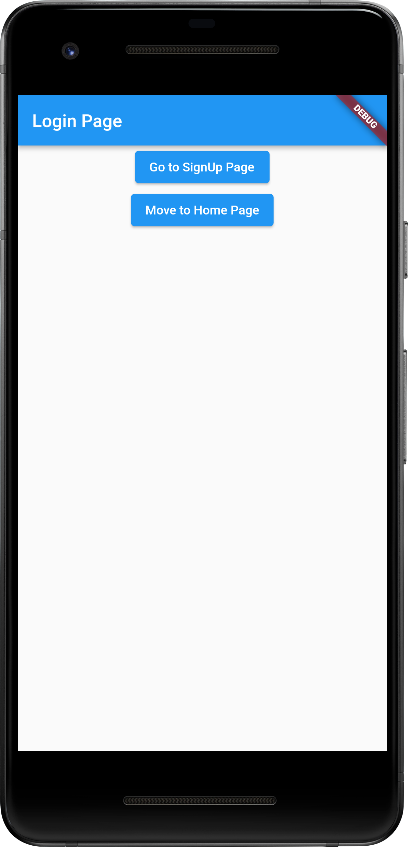 Login Page
DEBUG
Go to SignUp Page
Move to Home Page